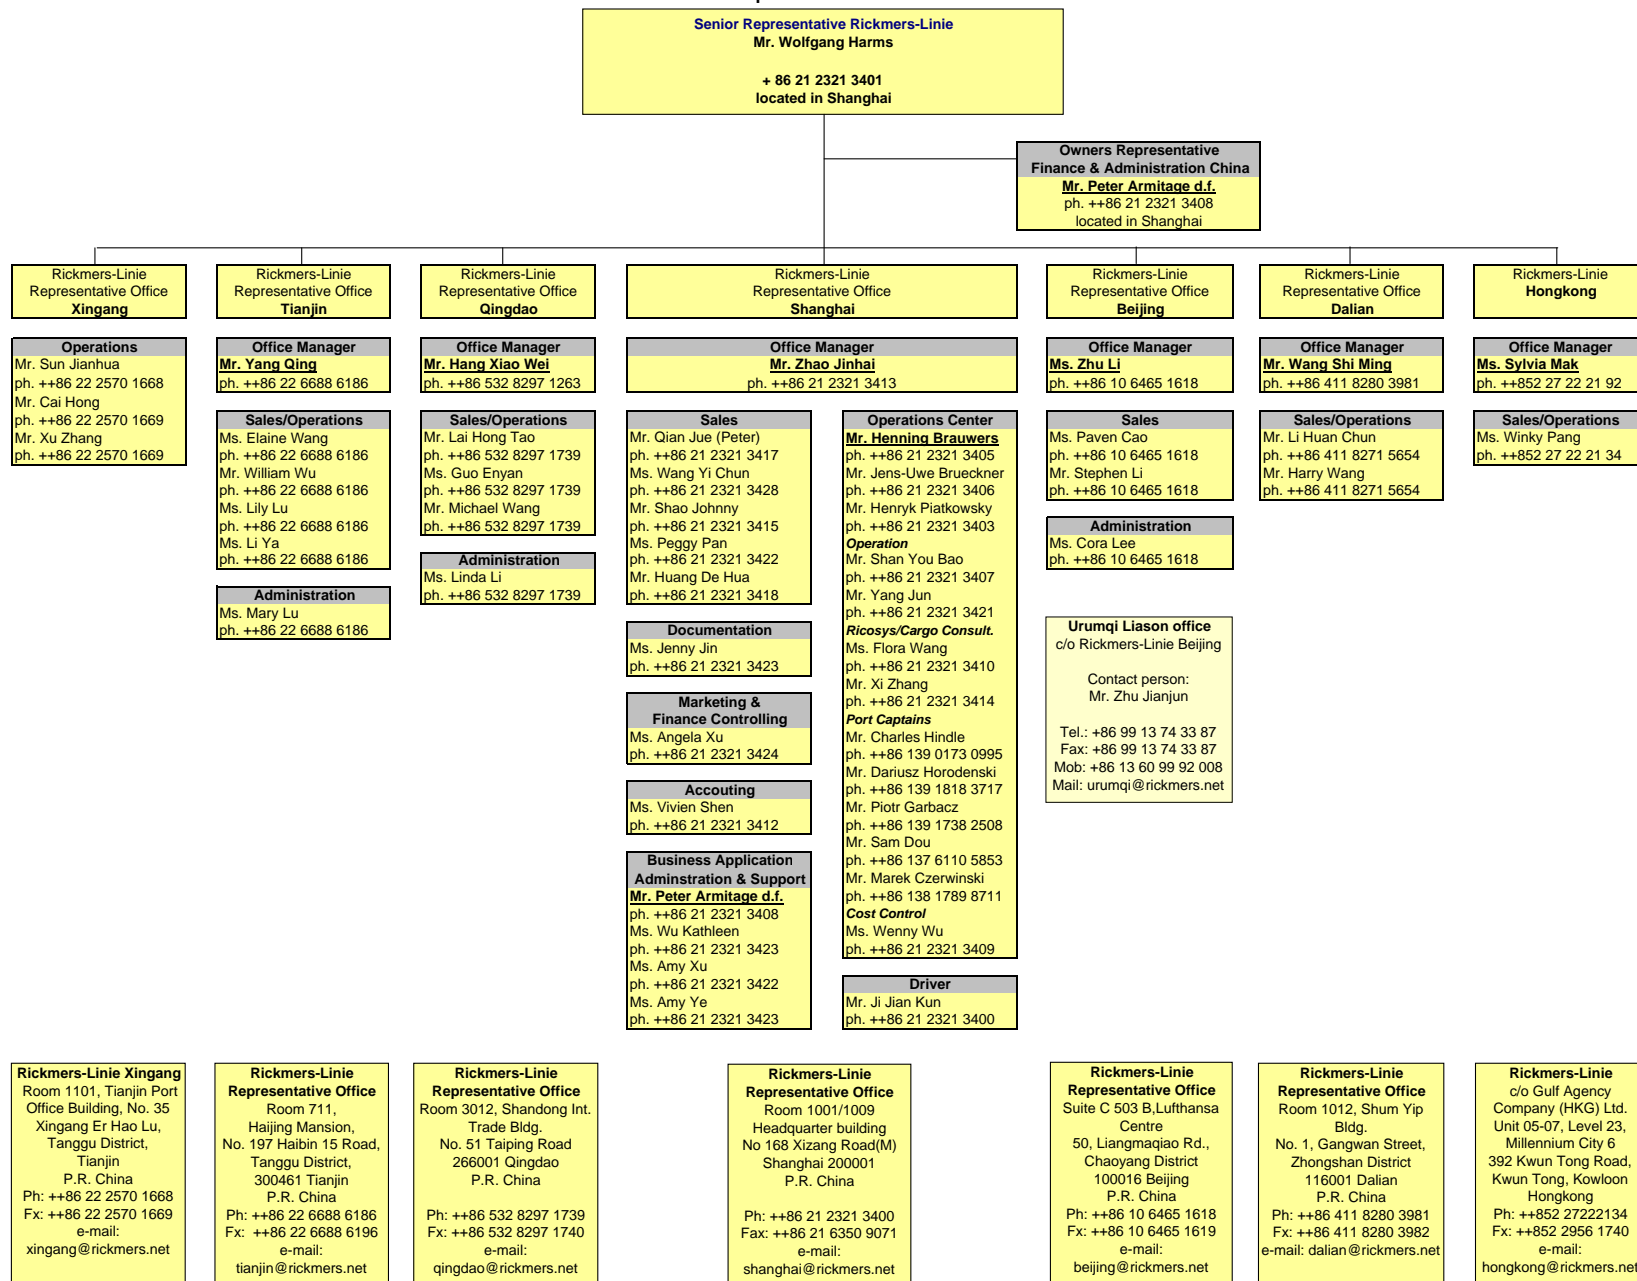 Senior Representative Rickmers-Linie
Mr. Wolfgang Harms
+ 86 21 2321 3401
located in Shanghai
Owners Representative
Finance & Administration China
Mr. Peter Armitage d.f.
ph. ++86 21 2321 3408
located in Shanghai
Rickmers-Linie
Representative Office
Xingang
Rickmers-Linie
Representative Office
Tianjin
Rickmers-Linie
Representative Office
Qingdao
Rickmers-Linie
Representative Office
Shanghai
Rickmers-Linie
Representative Office
Beijing
Rickmers-Linie
Representative Office
Dalian
Rickmers-Linie
Hongkong
Operations
Mr. Sun Jianhua
ph. ++86 22 2570 1668
Mr. Cai Hong
ph. ++86 22 2570 1669
Mr. Xu Zhang
ph. ++86 22 2570 1669
Office Manager
Mr. Yang Qing
ph. ++86 22 6688 6186
Sales/Operations
Ms. Elaine Wang
ph. ++86 22 6688 6186
Mr. William Wu
ph. ++86 22 6688 6186
Ms. Lily Lu
ph. ++86 22 6688 6186
Ms. Li Ya
ph. ++86 22 6688 6186
Administration
Ms. Mary Lu
ph. ++86 22 6688 6186
Office Manager
Mr. Hang Xiao Wei
ph. ++86 532 8297 1263
Sales/Operations
Mr. Lai Hong Tao
ph. ++86 532 8297 1739
Ms. Guo Enyan
ph. ++86 532 8297 1739
Mr. Michael Wang
ph. ++86 532 8297 1739
Administration
Ms. Linda Li
ph. ++86 532 8297 1739
Office Manager
Mr. Zhao Jinhai
ph. ++86 21 2321 3413
Sales
Mr. Qian Jue (Peter)
ph. ++86 21 2321 3417
Ms. Wang Yi Chun
ph. ++86 21 2321 3428
Mr. Shao Johnny
ph. ++86 21 2321 3415
Ms. Peggy Pan
ph. ++86 21 2321 3422
Mr. Huang De Hua
ph. ++86 21 2321 3418
Documentation
Ms. Jenny Jin
ph. ++86 21 2321 3423
Marketing &
Finance Controlling
Ms. Angela Xu
ph. ++86 21 2321 3424
Accouting
Ms. Vivien Shen
ph. ++86 21 2321 3412
Business Application
Adminstration & Support
Mr. Peter Armitage d.f.
ph. ++86 21 2321 3408
Ms. Wu Kathleen
ph. ++86 21 2321 3423
Ms. Amy Xu
ph. ++86 21 2321 3422
Ms. Amy Ye
ph. ++86 21 2321 3423
Operations Center
Mr. Henning Brauwers
ph. ++86 21 2321 3405
Mr. Jens-Uwe Brueckner
ph. ++86 21 2321 3406
Mr. Henryk Piatkowsky
ph. ++86 21 2321 3403
Operation
Mr. Shan You Bao
ph. ++86 21 2321 3407
Mr. Yang Jun
ph. ++86 21 2321 3421
Ricosys/Cargo Consult.
Ms. Flora Wang
ph. ++86 21 2321 3410
Mr. Xi Zhang
ph. ++86 21 2321 3414
Port Captains
Mr. Charles Hindle
ph. ++86 139 0173 0995
Mr. Dariusz Horodenski
ph. ++86 139 1818 3717
Mr. Piotr Garbacz
ph. ++86 139 1738 2508
Mr. Sam Dou
ph. ++86 137 6110 5853
Mr. Marek Czerwinski
ph. ++86 138 1789 8711
Cost Control
Ms. Wenny Wu
ph. ++86 21 2321 3409
Driver
Mr. Ji Jian Kun
ph. ++86 21 2321 3400
Office Manager
Ms. Zhu Li
ph. ++86 10 6465 1618
Sales
Ms. Paven Cao
ph. ++86 10 6465 1618
Mr. Stephen Li
ph. ++86 10 6465 1618
Administration
Ms. Cora Lee
ph. ++86 10 6465 1618
Urumqi Liason office
c/o Rickmers-Linie Beijing
Contact person:
Mr. Zhu Jianjun
Tel.: +86 99 13 74 33 87
Fax: +86 99 13 74 33 87
Mob: +86 13 60 99 92 008
Mail: urumqi@rickmers.net
Office Manager
Mr. Wang Shi Ming
ph. ++86 411 8280 3981
Sales/Operations
Mr. Li Huan Chun
ph. ++86 411 8271 5654
Mr. Harry Wang
ph. ++86 411 8271 5654
Office Manager
Ms. Sylvia Mak
ph. ++852 27 22 21 92
Sales/Operations
Ms. Winky Pang
ph. ++852 27 22 21 34
Rickmers-Linie Xingang
Room 1101, Tianjin Port
Office Building, No. 35
Xingang Er Hao Lu,
Tanggu District,
Tianjin
P.R. China
Ph: ++86 22 2570 1668
Fx: ++86 22 2570 1669
e-mail:
xingang@rickmers.net
Rickmers-Linie
Representative Office
Room 711,
Haijing Mansion,
No. 197 Haibin 15 Road,
Tanggu District,
300461 Tianjin
P.R. China
Ph: ++86 22 6688 6186
Fx: ++86 22 6688 6196
e-mail:
tianjin@rickmers.net
Rickmers-Linie
Representative Office
Room 3012, Shandong Int.
Trade Bldg.
No. 51 Taiping Road
266001 Qingdao
P.R. China
Ph: ++86 532 8297 1739
Fx: ++86 532 8297 1740
e-mail:
qingdao@rickmers.net
Rickmers-Linie
Representative Office
Room 1001/1009
Headquarter building
No 168 Xizang Road(M)
Shanghai 200001
P.R. China
Ph: ++86 21 2321 3400
Fax: ++86 21 6350 9071
e-mail:
shanghai@rickmers.net
Rickmers-Linie
Representative Office
Suite C 503 B,Lufthansa
Centre
50, Liangmaqiao Rd.,
Chaoyang District
100016 Beijing
P.R. China
Ph: ++86 10 6465 1618
Fx: ++86 10 6465 1619
e-mail:
beijing@rickmers.net
Rickmers-Linie
Representative Office
Room 1012, Shum Yip
Bldg.
No. 1, Gangwan Street,
Zhongshan District
116001 Dalian
P.R. China
Ph: ++86 411 8280 3981
Fx: ++86 411 8280 3982
e-mail: dalian@rickmers.net
Rickmers-Linie
c/o Gulf Agency
Company (HKG) Ltd.
Unit 05-07, Level 23,
Millennium City 6
392 Kwun Tong Road,
Kwun Tong, Kowloon
Hongkong
Ph: ++852 27222134
Fx: ++852 2956 1740
e-mail:
hongkong@rickmers.net